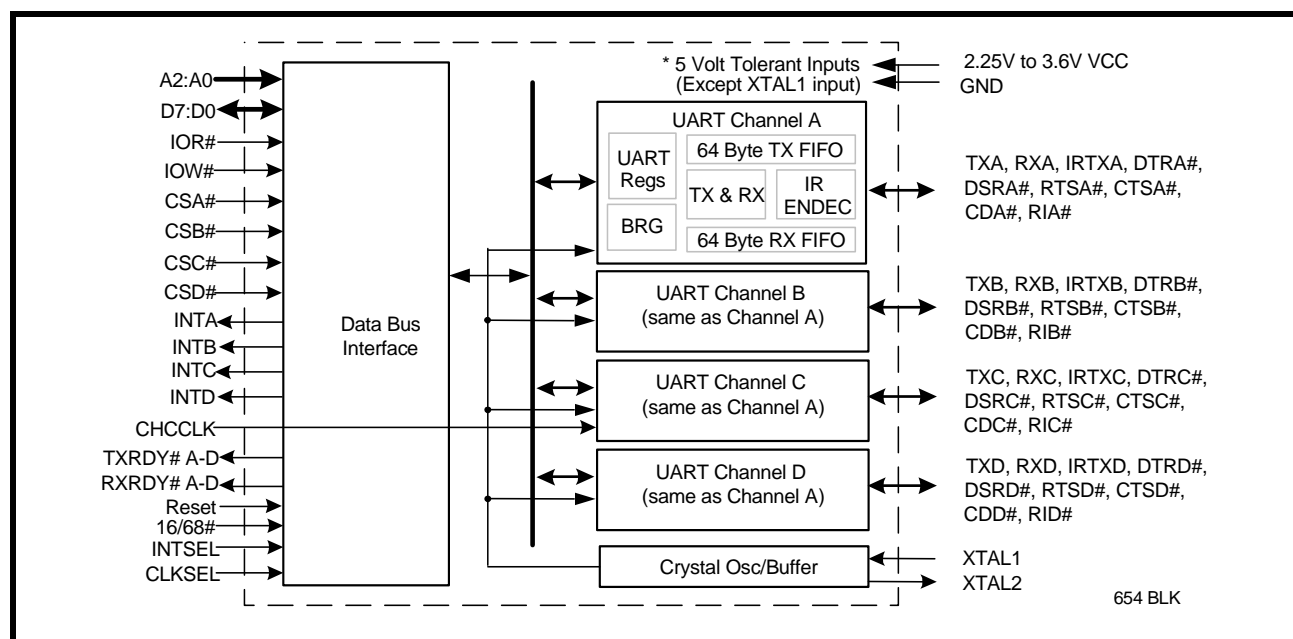 A2:A0
D7:D0
IOR#
IOW#
CSA#
CSB#
CSC#
CSD#
INTA
INTB
INTC
INTD
CHCCLK
TXRDY# A-D
RXRDY# A-D
Reset
16/68#
INTSEL
CLKSEL
Data Bus
Interface
* 5 Volt Tolerant Inputs
(Except XTAL1 input)
2.25V to 3.6V VCC
GND
UART Channel A
UART
Regs
BRG
64 Byte TX FIFO
TX & RX
IR
ENDEC
64 Byte RX FIFO
TXA, RXA, IRTXA, DTRA#,
DSRA#, RTSA#, CTSA#,
CDA#, RIA#
UART Channel B
(same as Channel A)
TXB, RXB, IRTXB, DTRB#,
DSRB#, RTSB#, CTSB#,
CDB#, RIB#
UART Channel C
(same as Channel A)
TXC, RXC, IRTXC, DTRC#,
DSRC#, RTSC#, CTSC#,
CDC#, RIC#
UART Channel D
(same as Channel A)
TXD, RXD, IRTXD, DTRD#,
DSRD#, RTSD#, CTSD#,
CDD#, RID#
Crystal Osc/Buffer
XTAL1
XTAL2
654 BLK